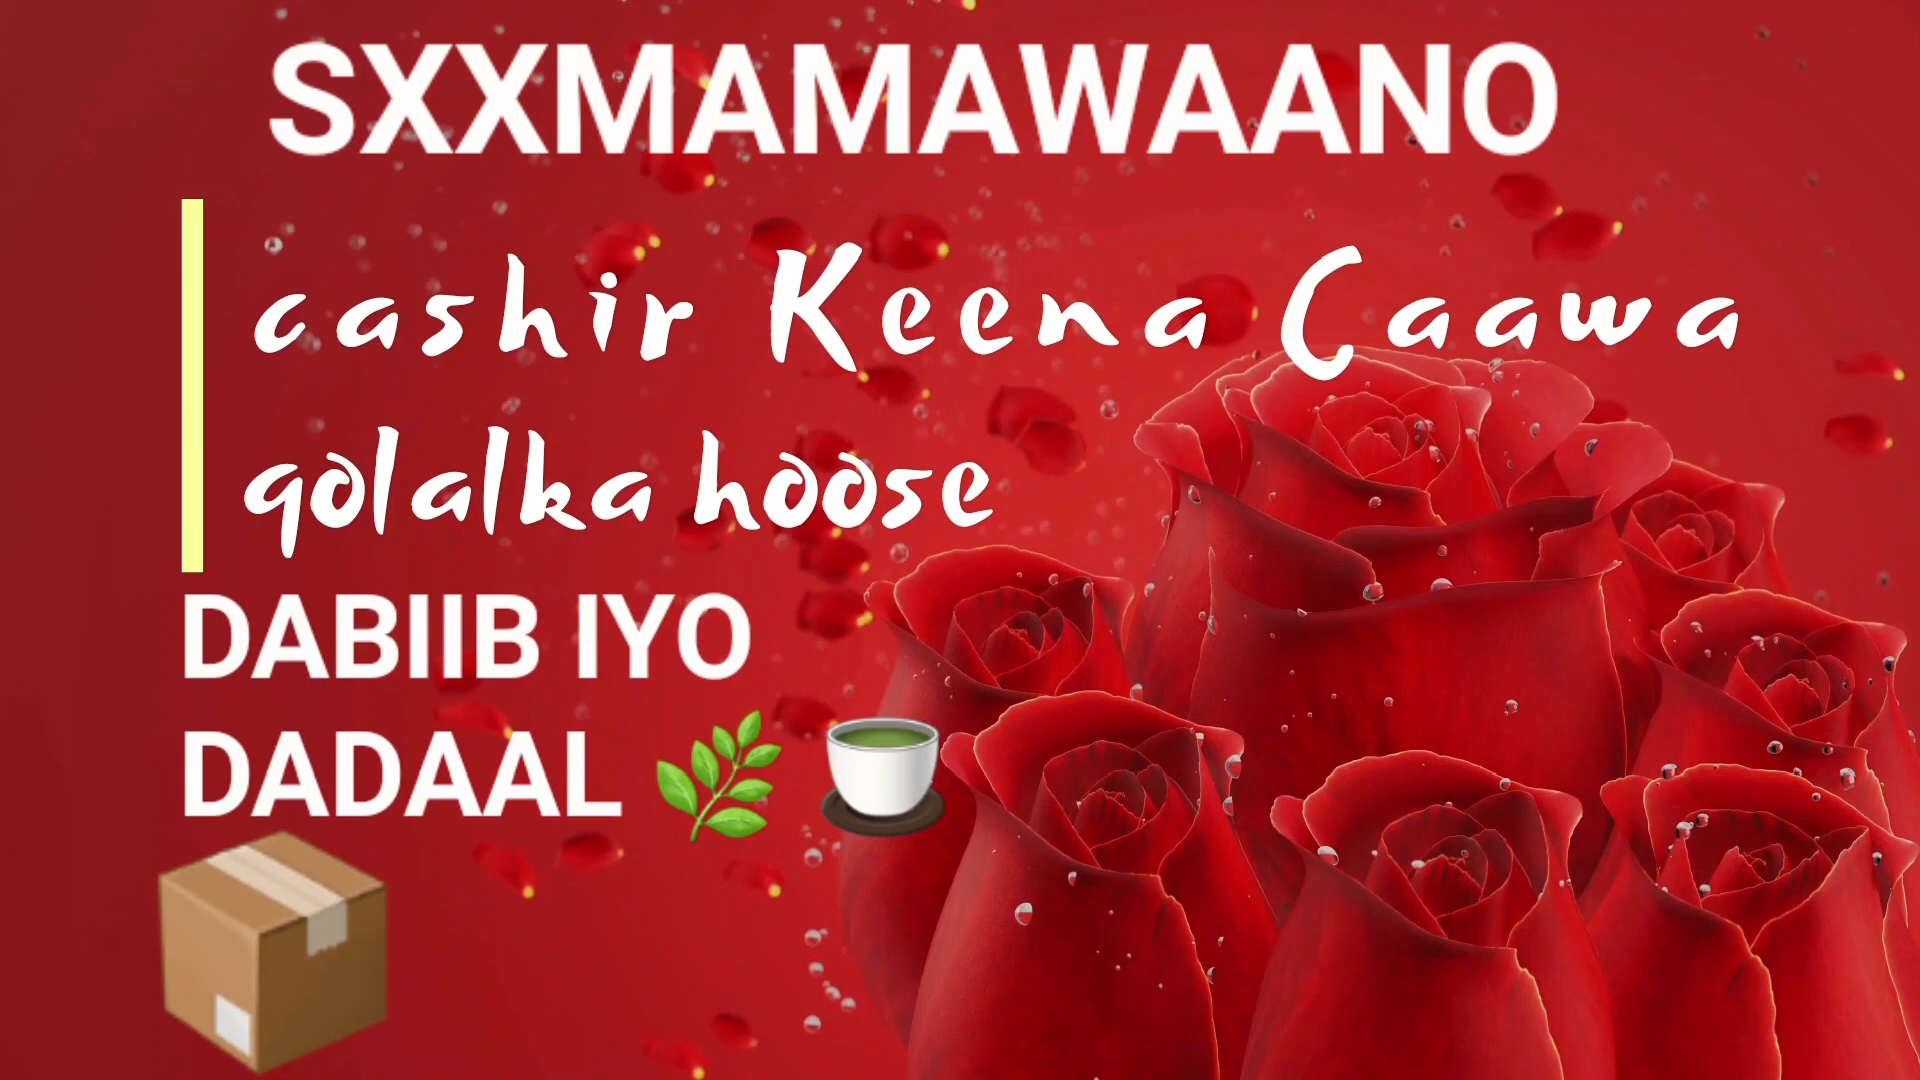 SXXMAMAWAANO
cashir Keena Caawa
qolalka hoose
DABIIB IYO
DADAAL 🌿 🍵
📦